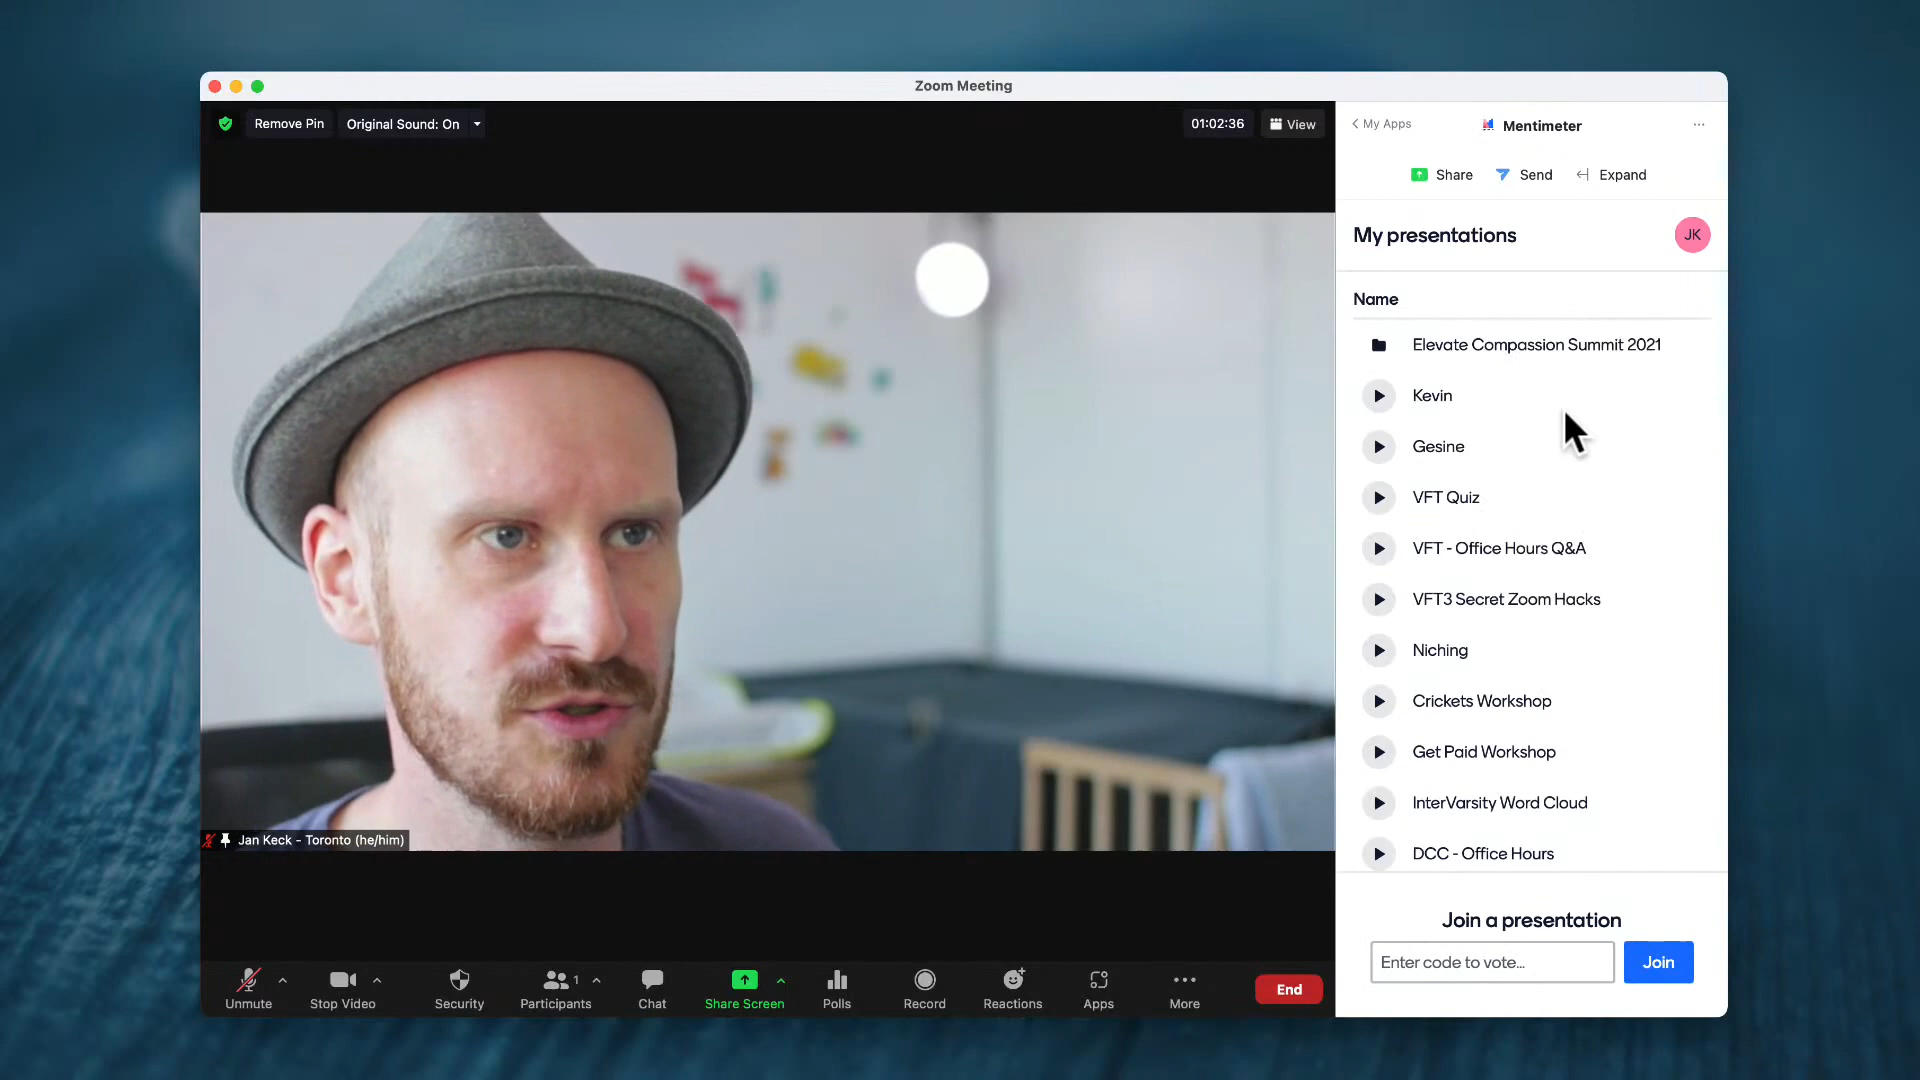 Zoom Meeting
Remove Pin
Original Sound: On
01:02:36
View
My Apps
Mentimeter
Share
Send
Expand
My presentations
JK
Name
Elevate Compassion Summit 2021
Kevin
Gesine
VFT Quiz
VFT - Office Hours Q&A
VFT3 Secret Zoom Hacks
Niching
Crickets Workshop
Get Paid Workshop
InterVarsity Word Cloud
DCC - Office Hours
Jan Keck - Toronto (he/him)
Join a presentation
Enter code to vote...
Join
Unmute
Stop Video
Security
Participants
1
Chat
Share Screen
Polls
Record
Reactions
Apps
More
End